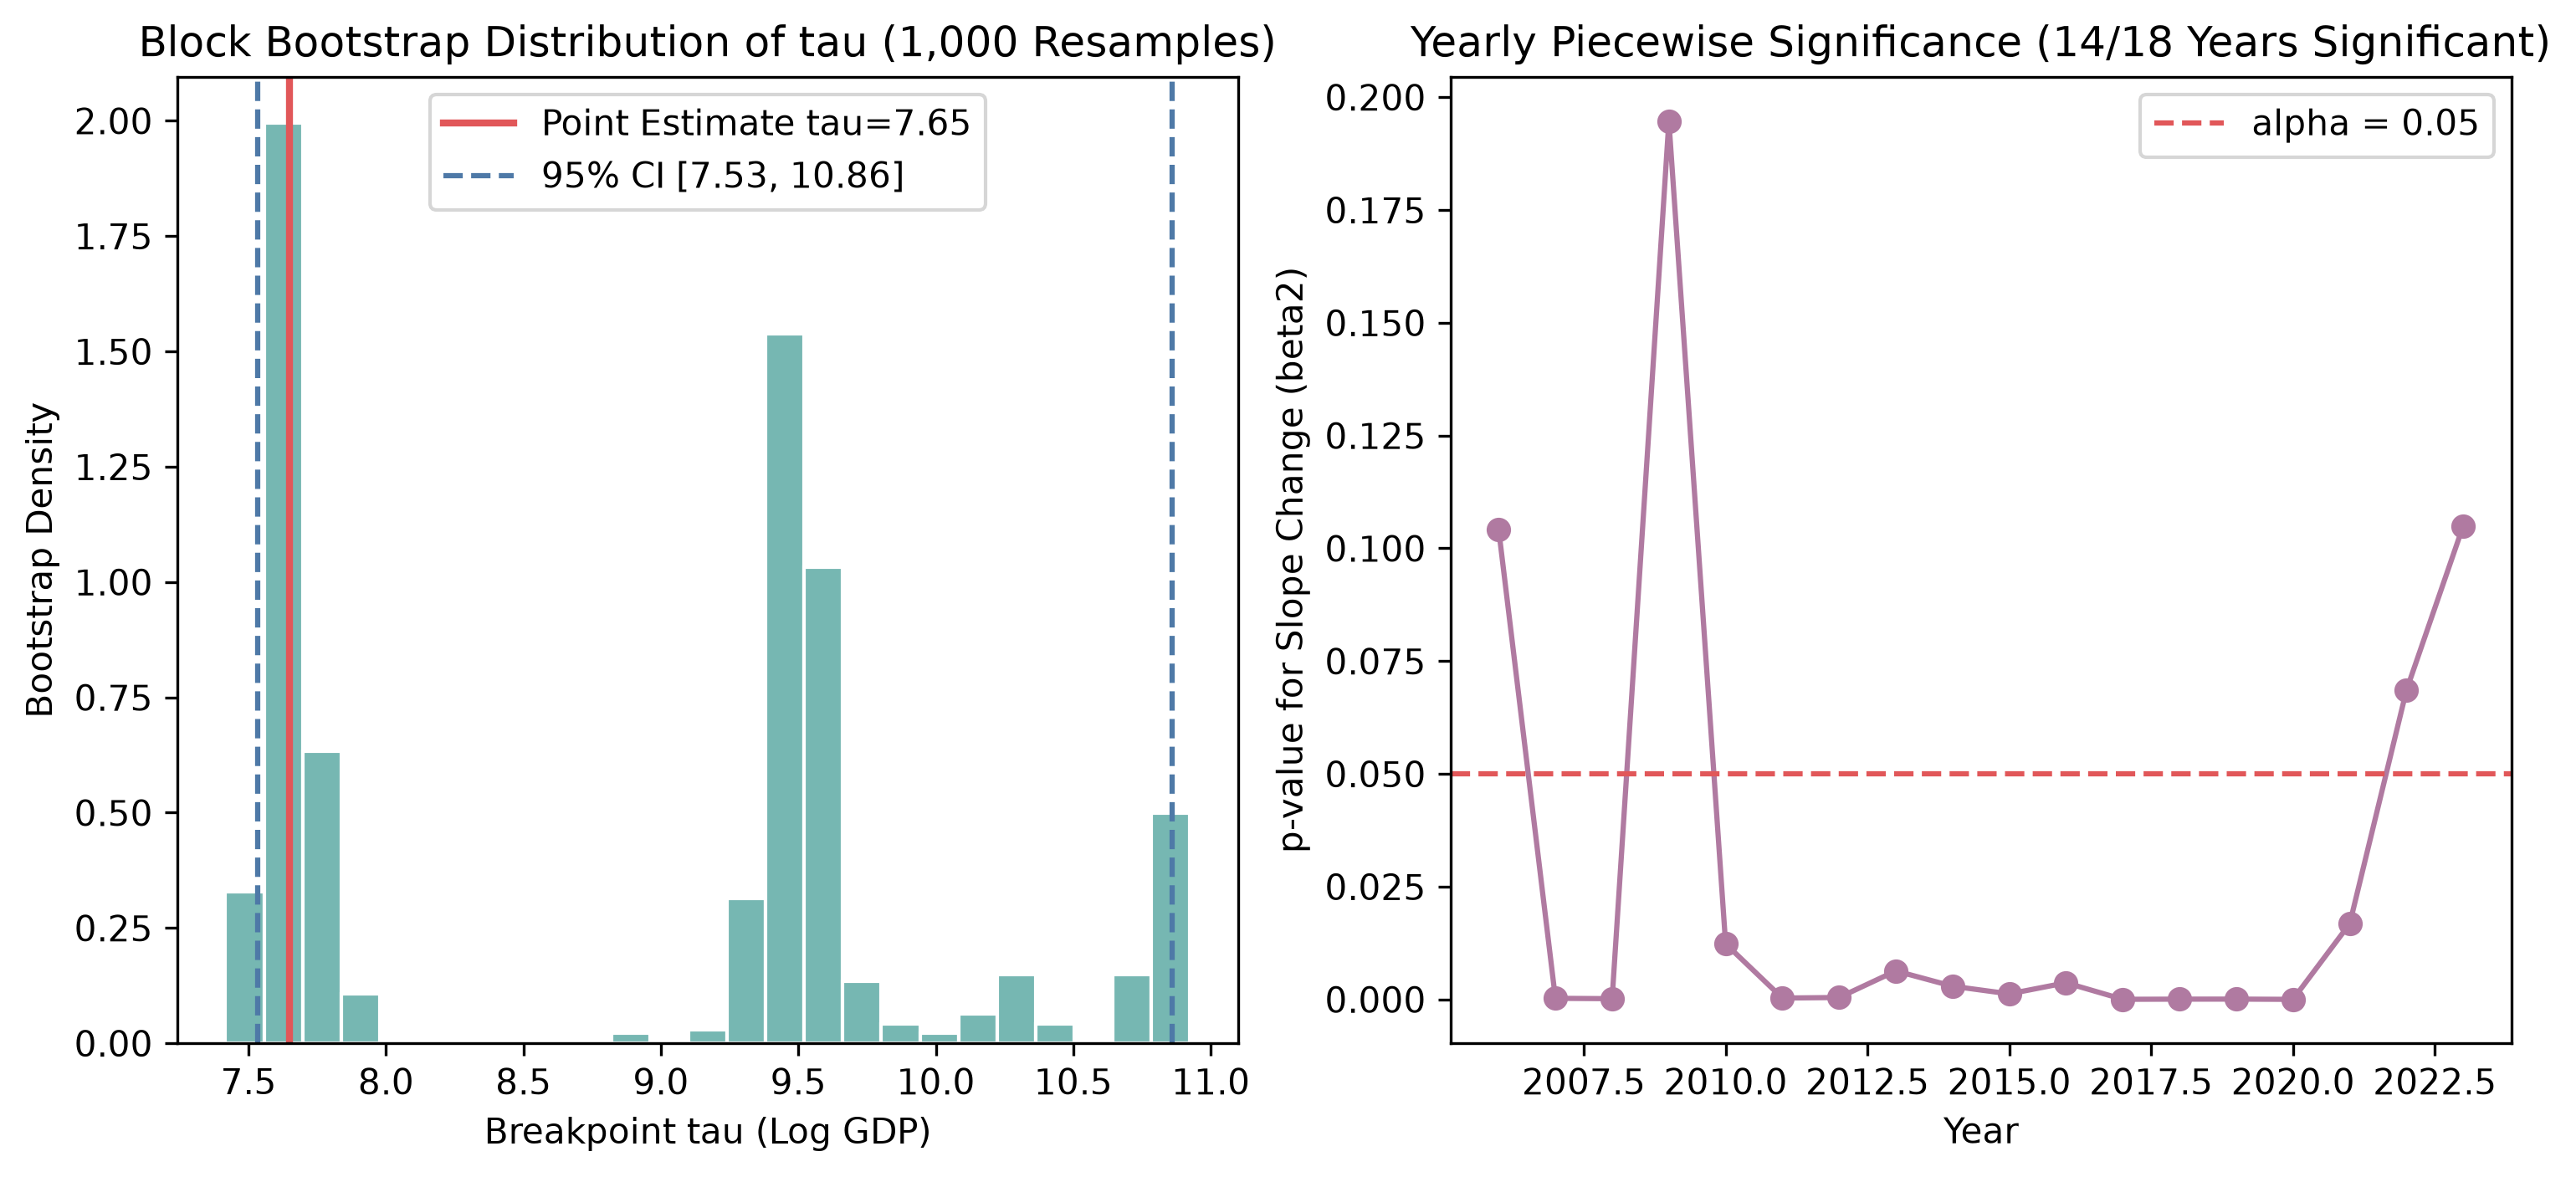 Block Bootstrap Distribution of tau (1,000 Resamples)
Point Estimate tau=7.65
95% CI [7.53, 10.86]
Bootstrap Density
2.00
1.75
1.50
1.25
1.00
0.75
0.50
0.25
0.00
7.5 8.0 8.5 9.0 9.5 10.0 10.5 11.0
Breakpoint tau (Log GDP)
Yearly Piecewise Significance (14/18 Years Significant)
alpha = 0.05
p-value for Slope Change (beta2)
0.200
0.175
0.150
0.125
0.100
0.075
0.050
0.025
0.000
2007.5 2010.0 2012.5 2015.0 2017.5 2020.0 2022.5
Year